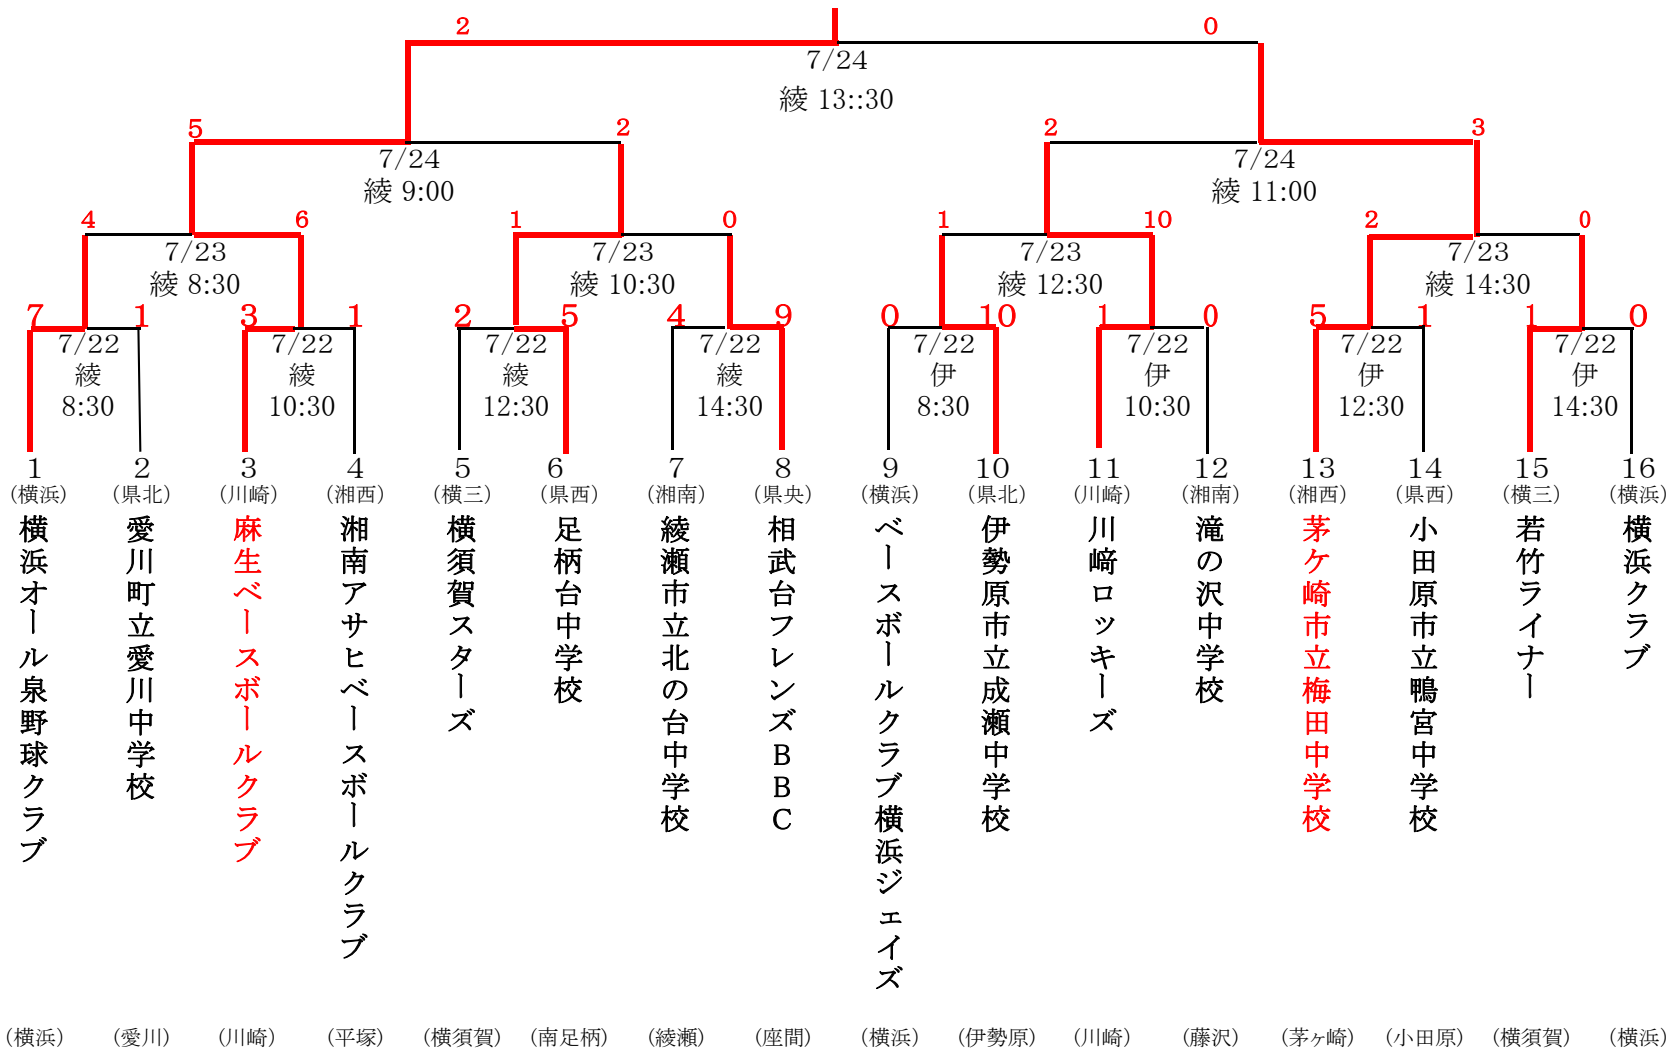 2 0
7/24
綾 13::30
5 2 2 3
7/24 7/24
綾 9:00 綾 11:00
4 6 1 0 1 10 2 0
7/23 7/23 7/23 7/23
綾 8:30 綾 10:30 綾 12:30 綾 14:30
7 1 3 1 2 5 4 9 0 10 1 0 5 1 1 0
7/22 7/22 7/22 7/22 7/22 7/22 7/22 7/22
綾 綾 綾 綾 伊 伊 伊 伊
8:30 10:30 12:30 14:30 8:30 10:30 12:30 14:30
1 2 3 4 5 6 7 8 9 10 11 12 13 14 15 16
(横浜) (県北) (川崎) (湘西) (横三) (県西) (湘南) (県央) (横浜) (県北) (川崎) (湘南) (湘西) (県西) (横三) (横浜)
横浜オール泉野球クラブ
愛川町立愛川中学校
麻生ベースボールクラブ
湘南アサヒベースボールクラブ
横須賀スターズ
足柄台中学校
綾瀬市立北の台中学校
相武台フレンズBBC
ベースボールクラブ横浜ジェイズ
伊勢原市立成瀬中学校
川﨑ロッキーズ
滝の沢中学校
茅ケ崎市立梅田中学校
小田原市立鴨宮中学校
若竹ライナー
横浜クラブ
(横浜) (愛川) (川崎) (平塚) (横須賀) (南足柄) (綾瀬) (座間) (横浜) (伊勢原) (川崎) (藤沢) (茅ヶ崎) (小田原) (横須賀) (横浜)